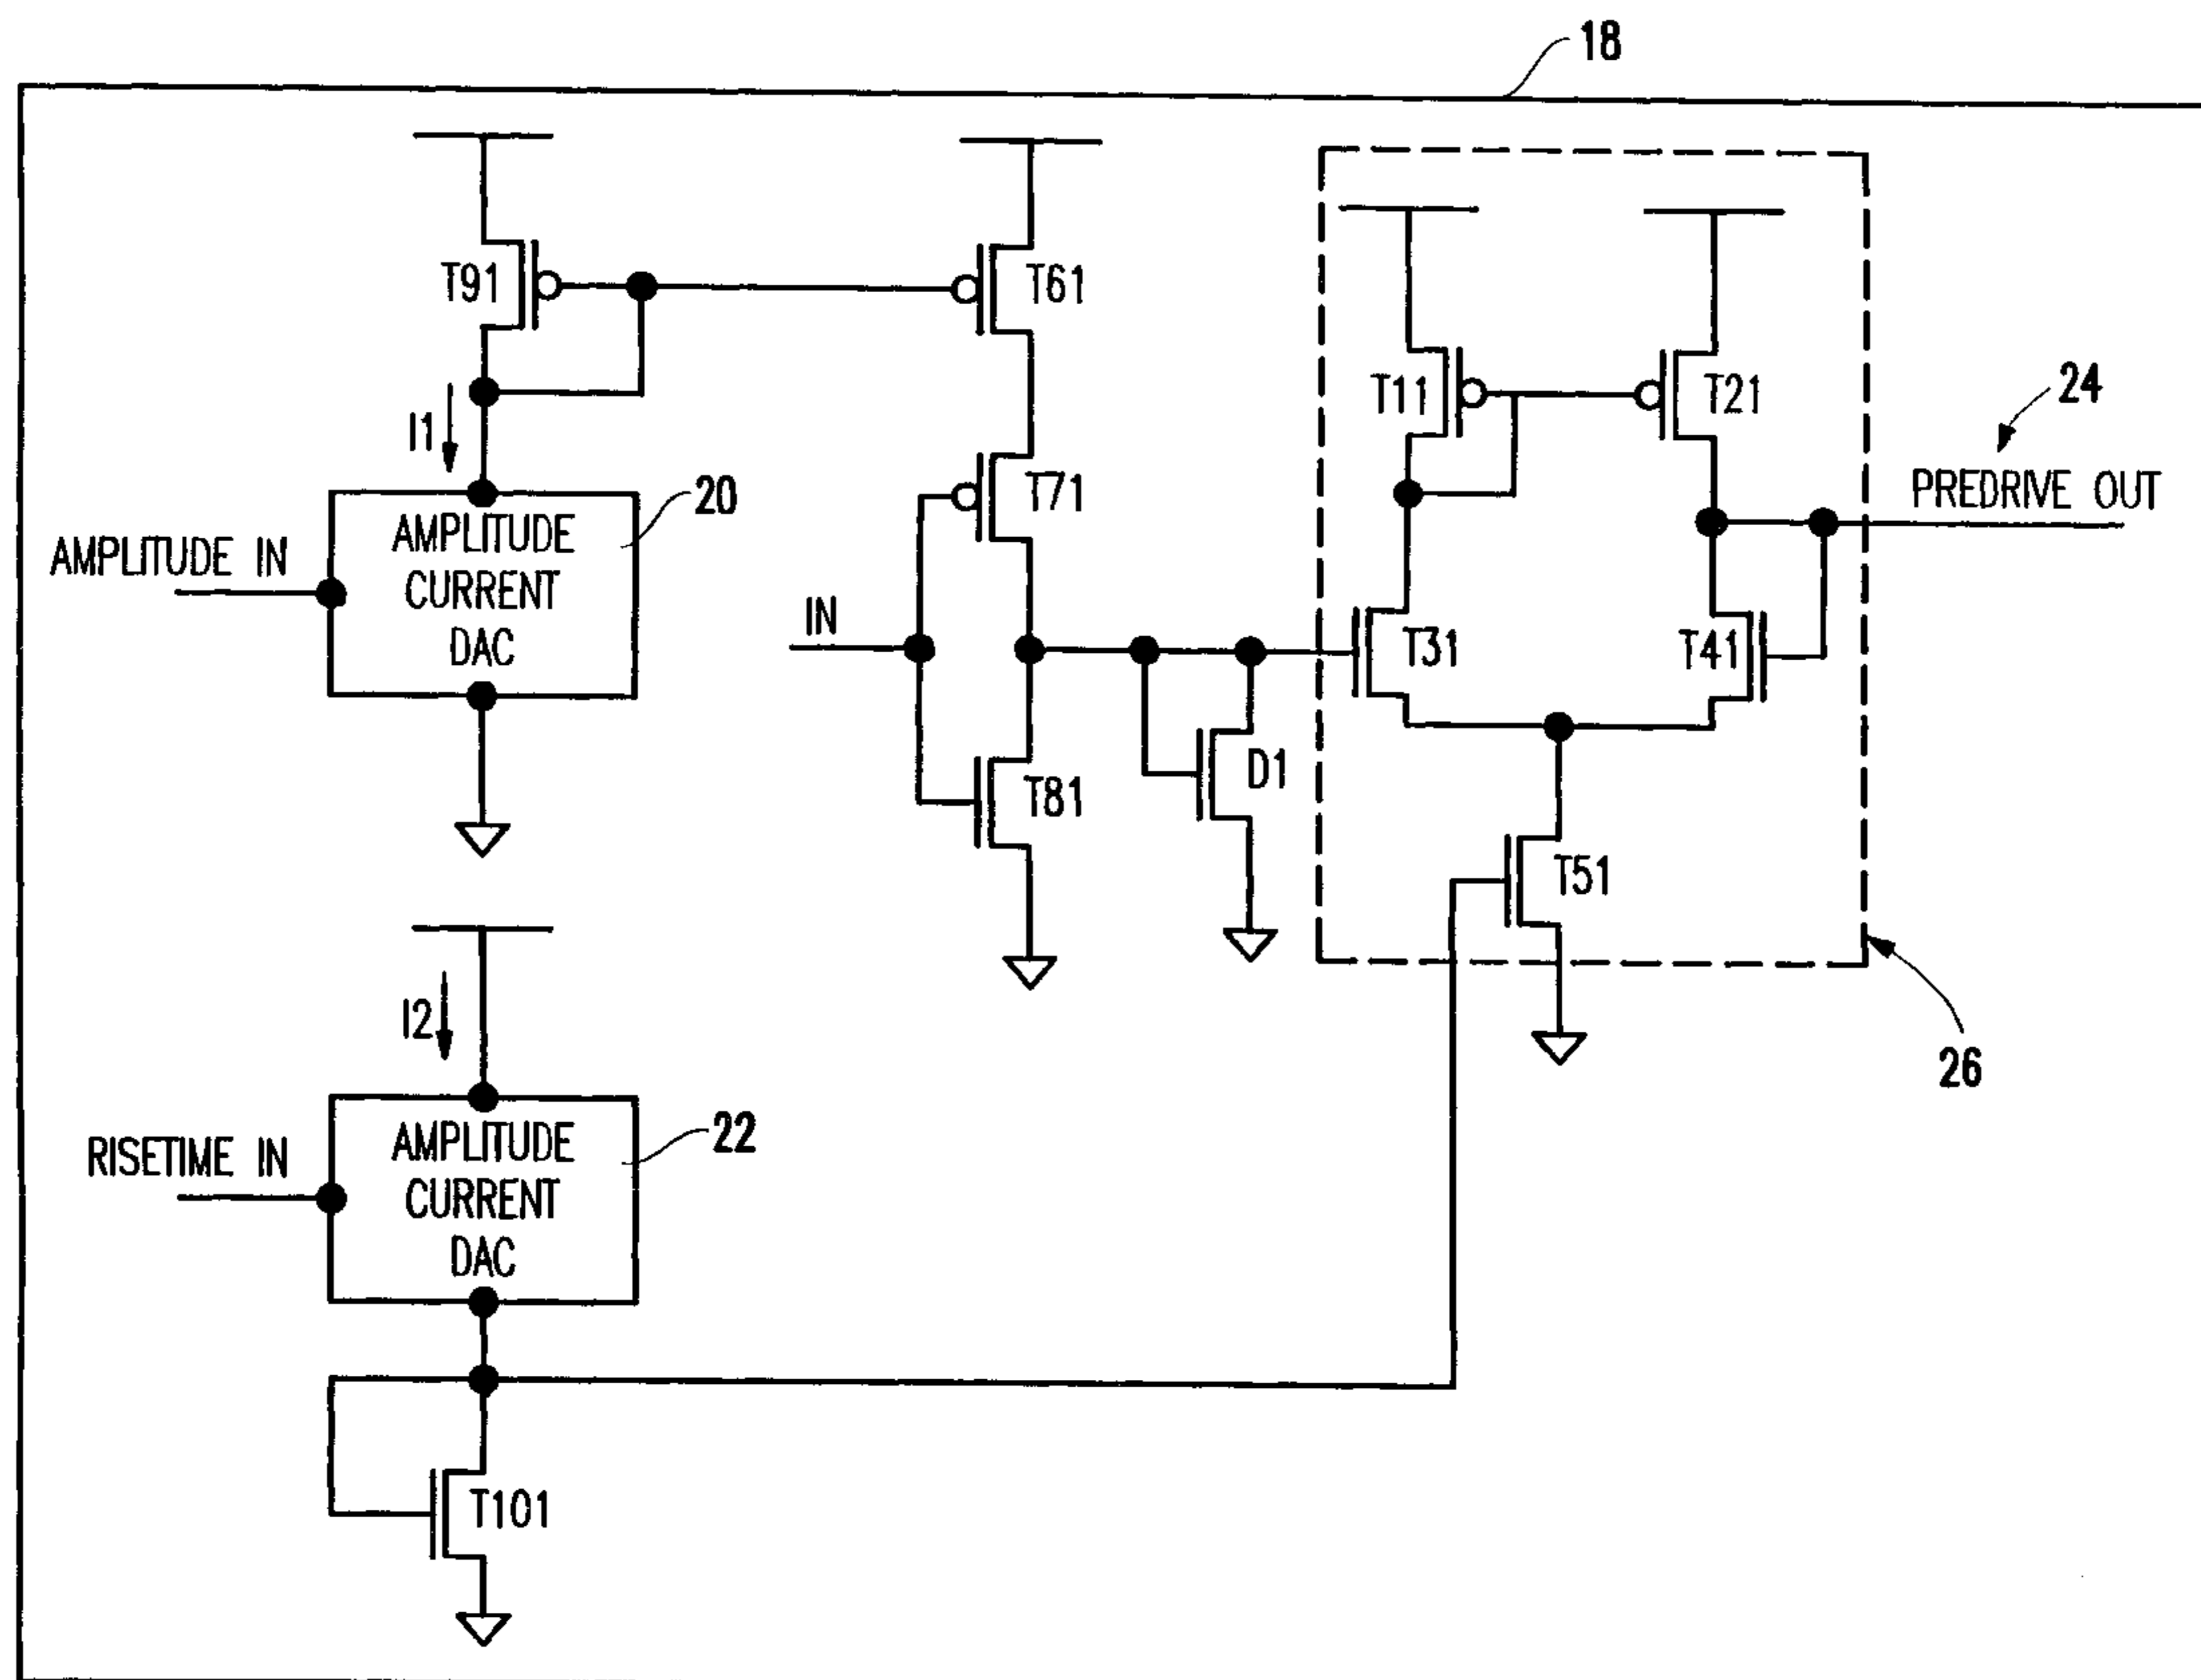 18
T91
T61
T11
T21
24
I1
T71
PREDRIVE OUT
20
AMPLITUDE IN
AMPLITUDE
CURRENT
DAC
IN
T31
T41
D1
T81
T51
I2
26
RISETIME IN
AMPLITUDE
CURRENT
DAC
22
T101